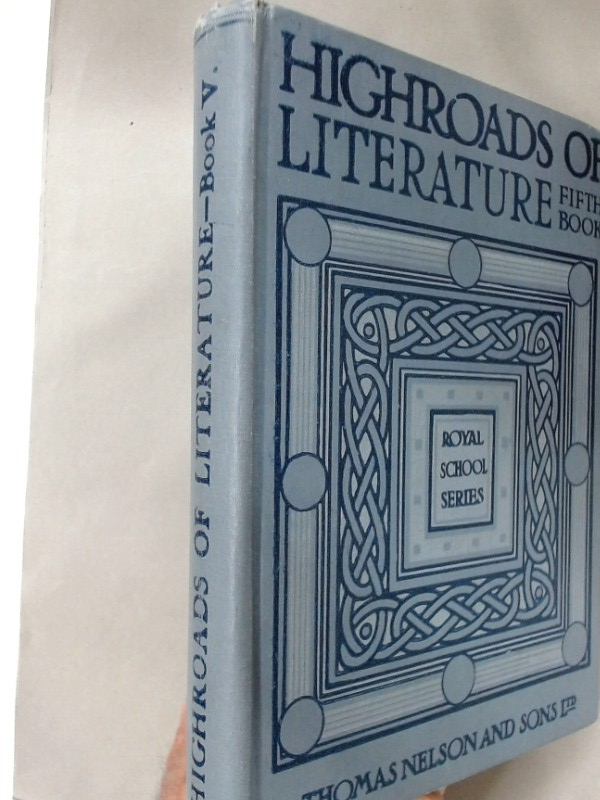 HIGHROADS OF LITERATURE—Book V.
HIGHROADS OF
LITERATURE FIFTH
BOOK
ROYAL
SCHOOL
SERIES
THOMAS NELSON AND SONS LTD